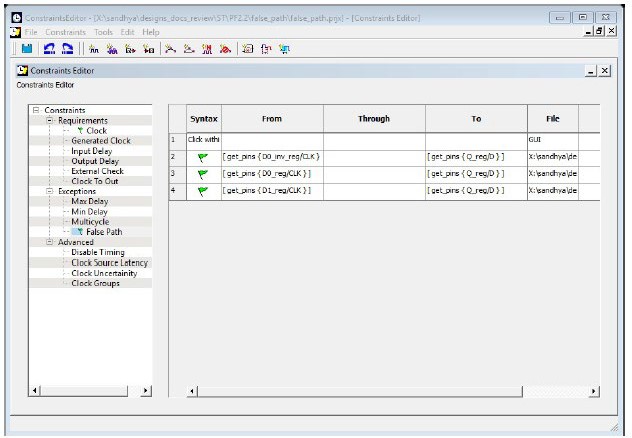 ConstraintsEditor - [X:\sandhya\designs_docs_review\ST\PF2.2\false_path\false_path.prjx] - [Constraints Editor]
File Constraints Tools Edit Help
Constraints Editor
Constraints Editor
Constraints
Requirements
Clock
Generated Clock
Input Delay
Output Delay
External Check
Clock To Out
Exceptions
Max Delay
Min Delay
Multicycle
False Path
Advanced
Disable Timing
Clock Source Latency
Clock Uncertainty
Clock Groups
Syntax From Through To File
1 Click withi GUI
2 [ get_pins { D0_inv_reg/CLK } [ get_pins { Q_reg/D } ] X:\sandhya\de
3 [ get_pins { D0_reg/CLK } ] [ get_pins { Q_reg/D } ] X:\sandhya\de
4 [ get_pins { D1_reg/CLK } ] [ get_pins { Q_reg/D } ] X:\sandhya\de